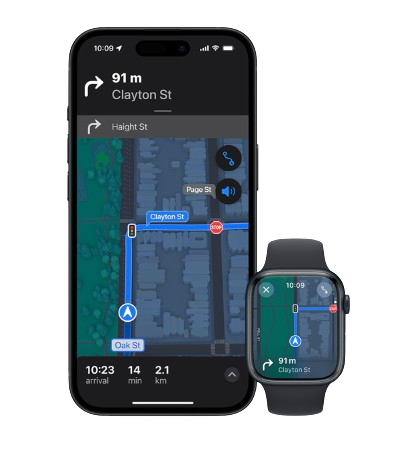 10:09
91 m
Clayton St
Haight St
Page St
Clayton St
STOP
Oak St
10:23 14 2.1
arrival min km
10:09
STOP
91 m
Clayton St